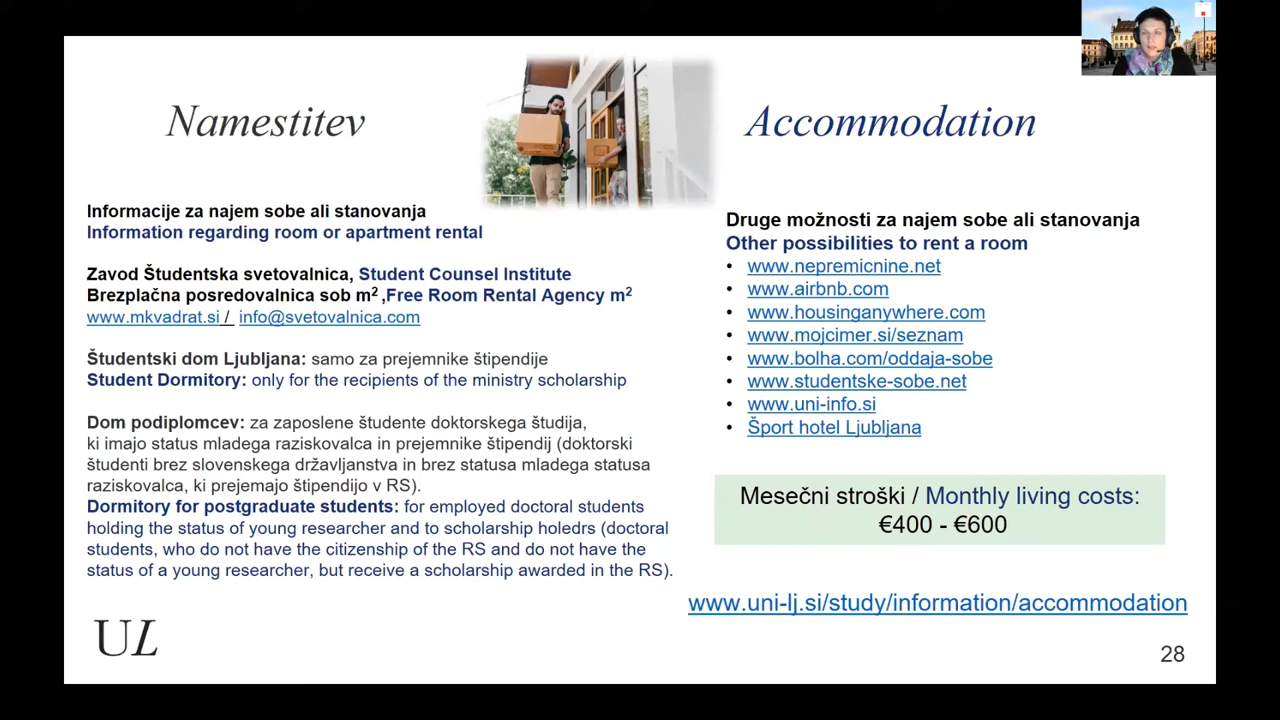 Namestitev
Accommodation
Informacije za najem sobe ali stanovanja
Information regarding room or apartment rental
Zavod Študentska svetovalnica, Student Counsel Institute
Brezplačna posredovalnica sob m² ,Free Room Rental Agency m²
www.mkvadrat.si / info@svetovalnica.com
Študentski dom Ljubljana: samo za prejemnike štipendije
Student Dormitory: only for the recipients of the ministry scholarship
Dom podiplomcev: za zaposlene študente doktorskega študija,
ki imajo status mladega raziskovalca in prejemnike štipendij (doktorski
študenti brez slovenskega državljanstva in brez statusa mladega statusa
raziskovalca, ki prejemajo štipendijo v RS).
Dormitory for postgraduate students: for employed doctoral students
holding the status of young researcher and to scholarship holedrs (doctoral
students, who do not have the citizenship of the RS and do not have the
status of a young researcher, but receive a scholarship awarded in the RS).
Druge možnosti za najem sobe ali stanovanja
Other possibilities to rent a room
• www.nepremicnine.net
• www.airbnb.com
• www.housinganywhere.com
• www.mojcimer.si/seznam
• www.bolha.com/oddaja-sobe
• www.studentske-sobe.net
• www.uni-info.si
• Šport hotel Ljubljana
Mesečni stroški / Monthly living costs:
€400 - €600
www.uni-lj.si/study/information/accommodation
UL
28